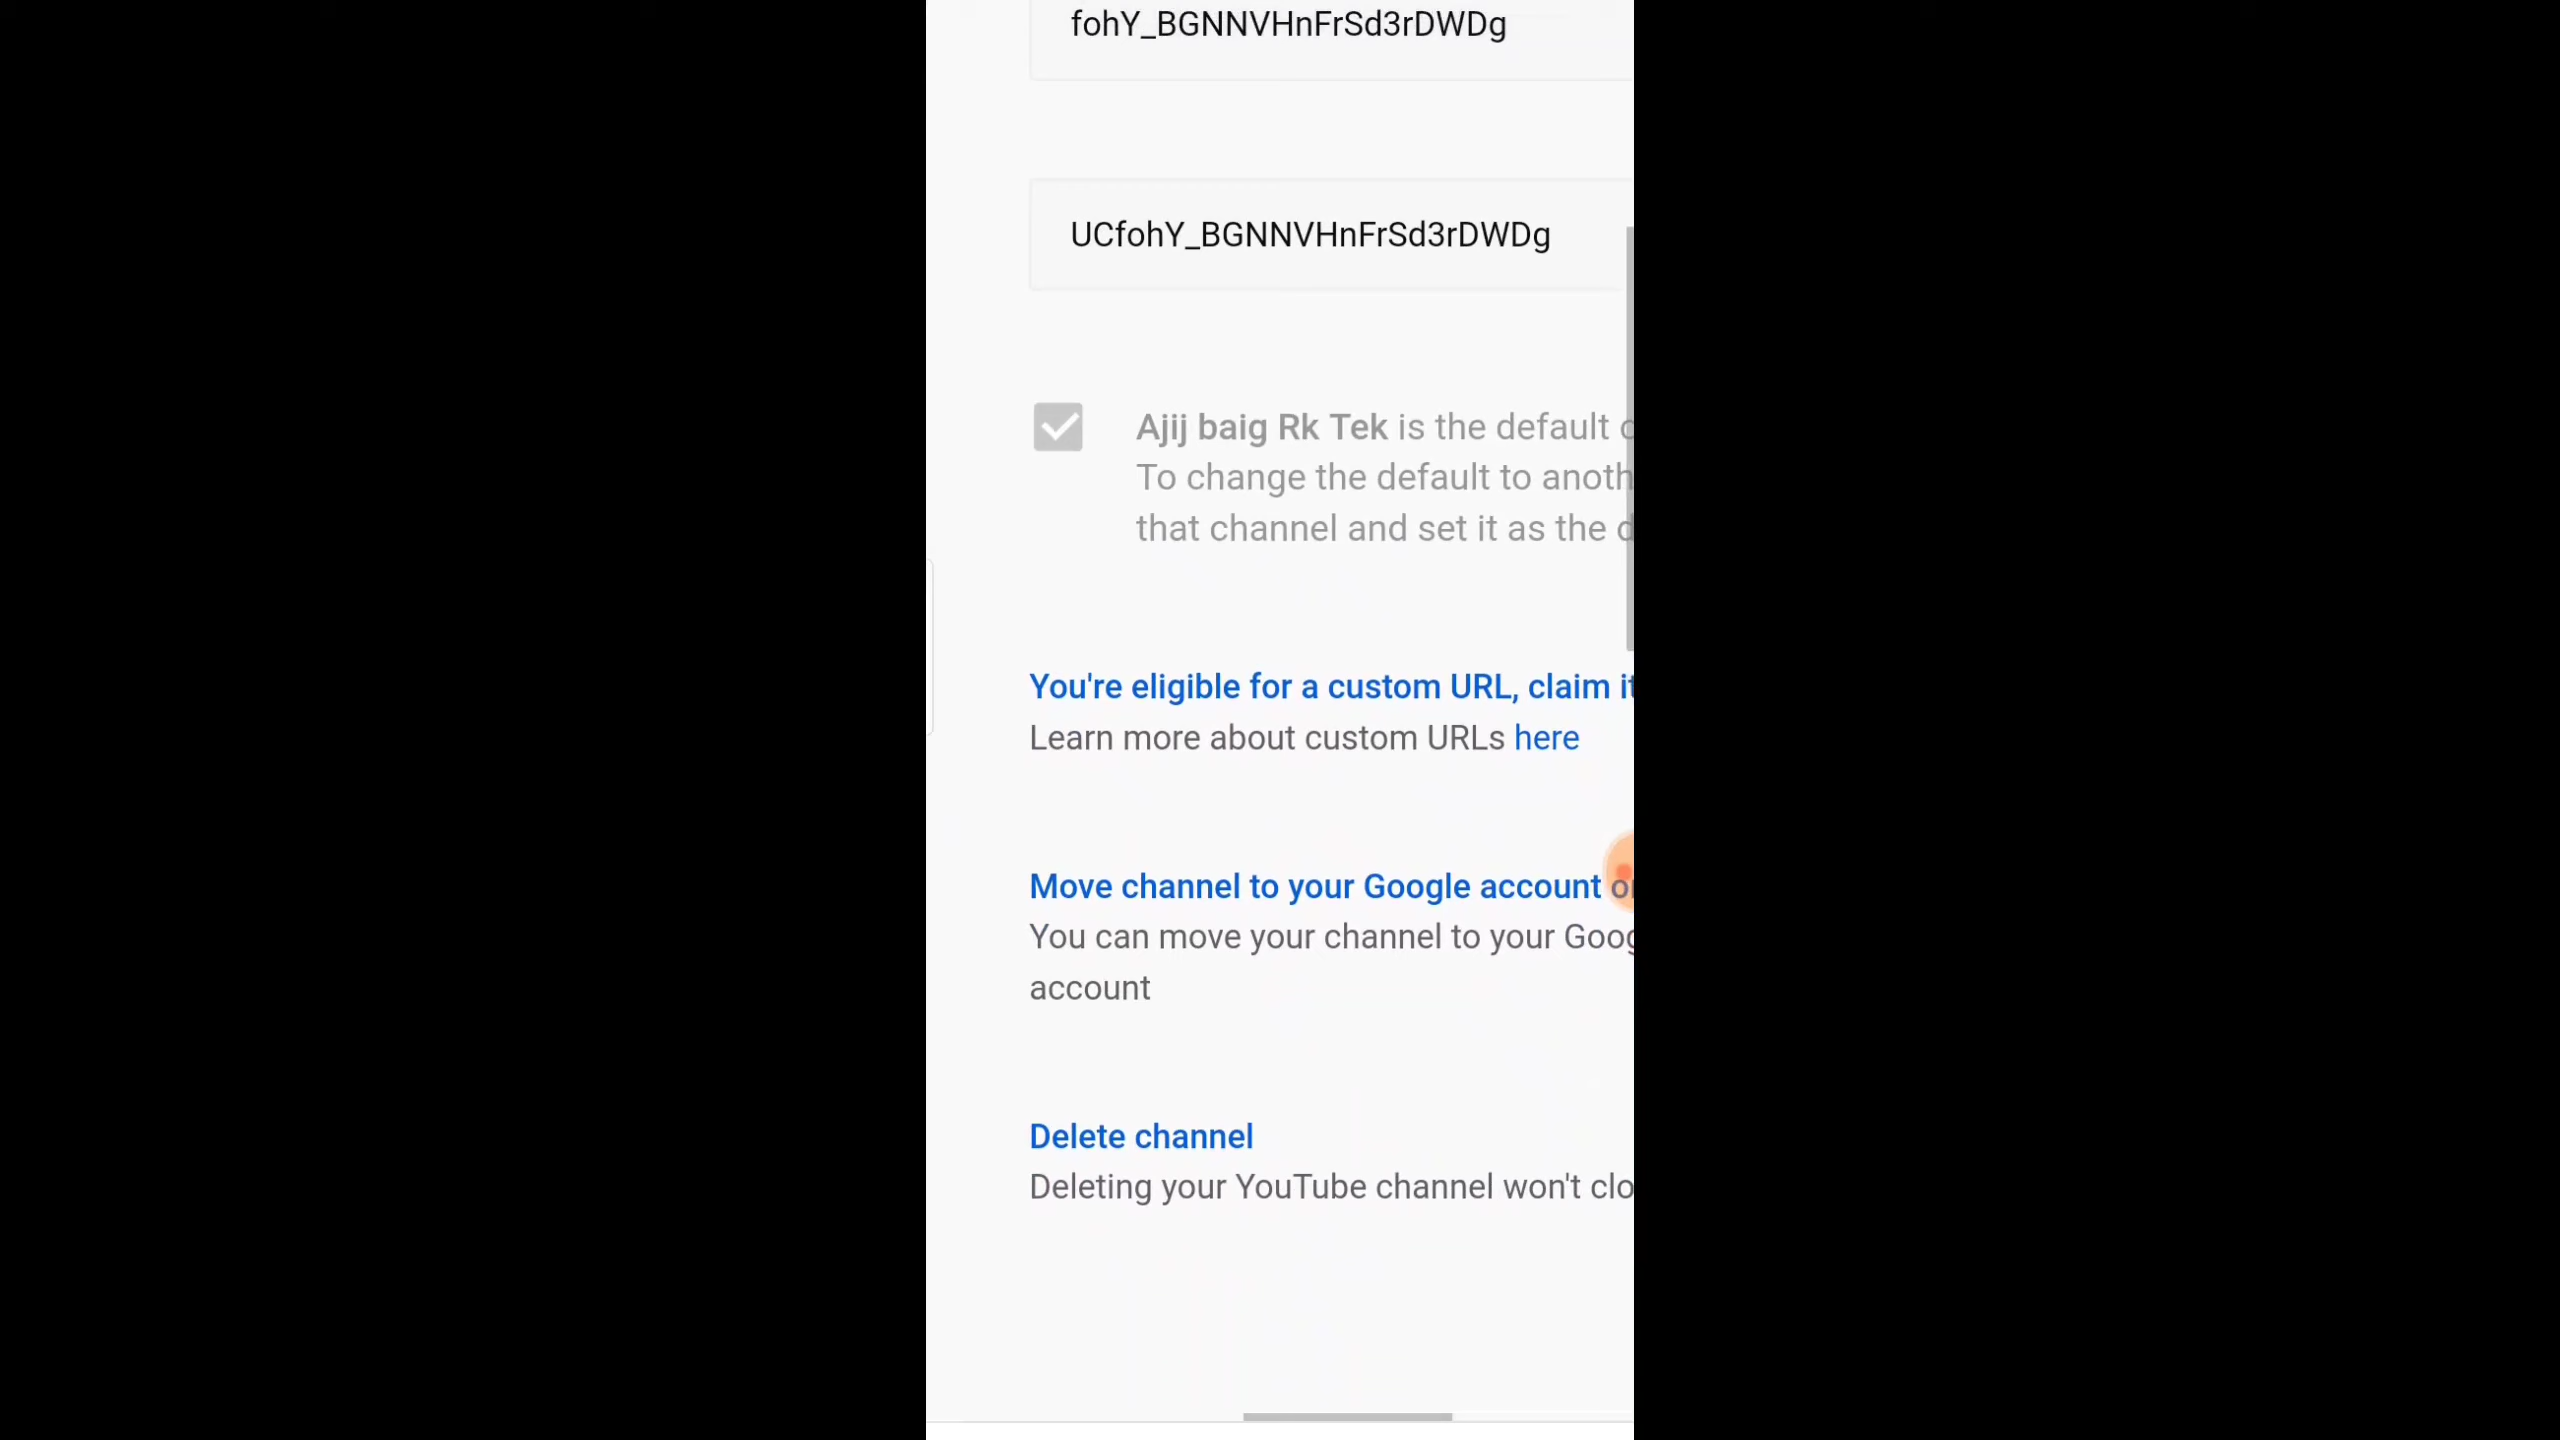 fohY_BGNNVHnFrSd3rDWDg
UCfohY_BGNNVHnFrSd3rDWDg
Ajij baig Rk Tek is the default
To change the default to anoth
that channel and set it as the
You're eligible for a custom URL, claim it
Learn more about custom URLs here
Move channel to your Google account or
You can move your channel to your Goog
account
Delete channel
Deleting your YouTube channel won't clo